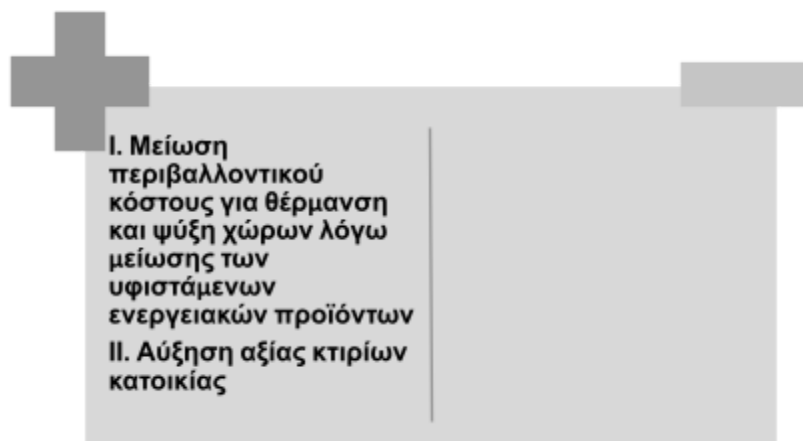 I. Μείωση
περιβαλλοντικού
κόστους για θέρμανση
και ψύξη χώρων λόγω
μείωσης των
υφιστάμενων
ενεργειακών προϊόντων
II. Αύξηση αξίας κτιρίων
κατοικίας